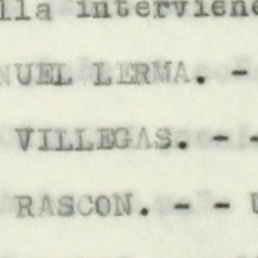 lla interviene
NUEL LERMA. -
VILLEGAS. - -
RASCON. - - U